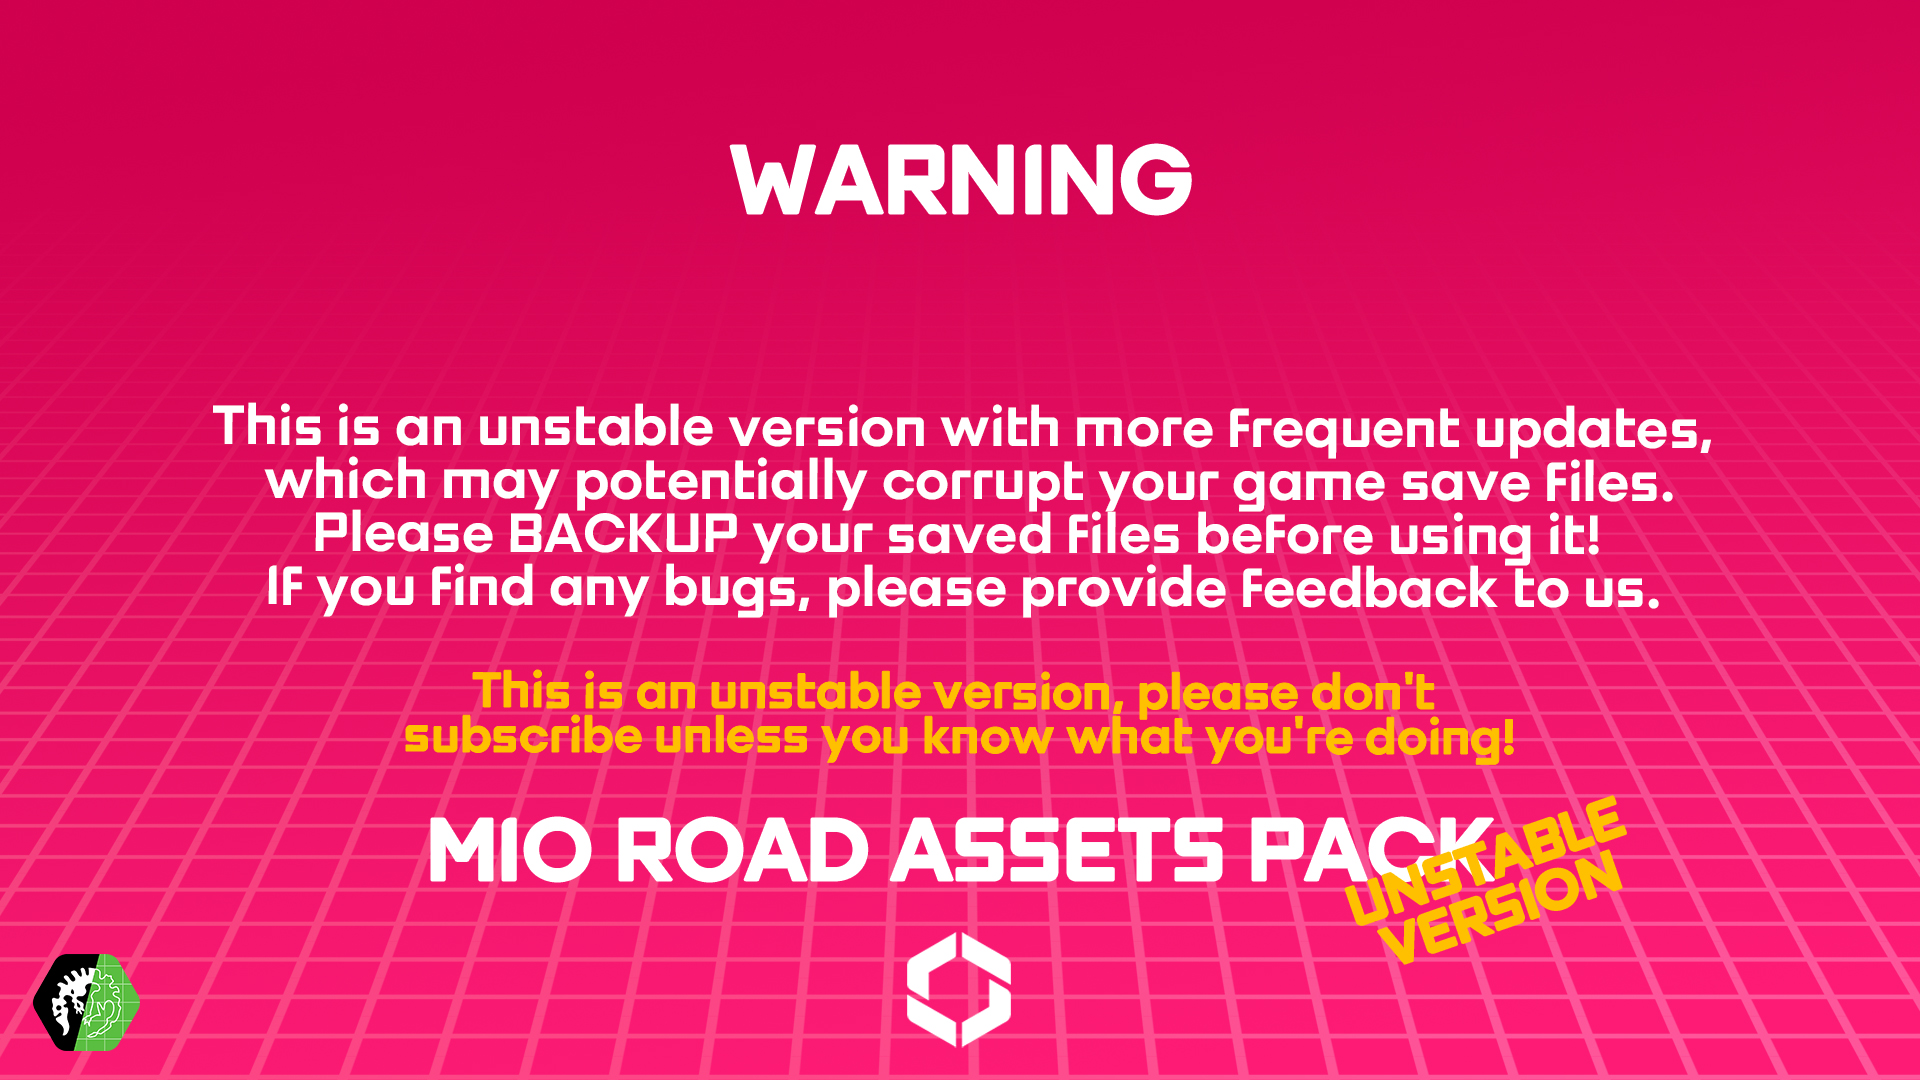 WARNING
This is an unstable version with more frequent updates,
which may potentially corrupt your game save files.
Please BACKUP your saved files before using it!
If you find any bugs, please provide feedback to us.
This is an unstable version, please don't
subscribe unless you know what you're doing!
MIO ROAD ASSETS PACK
UNSTABLE
VERSION